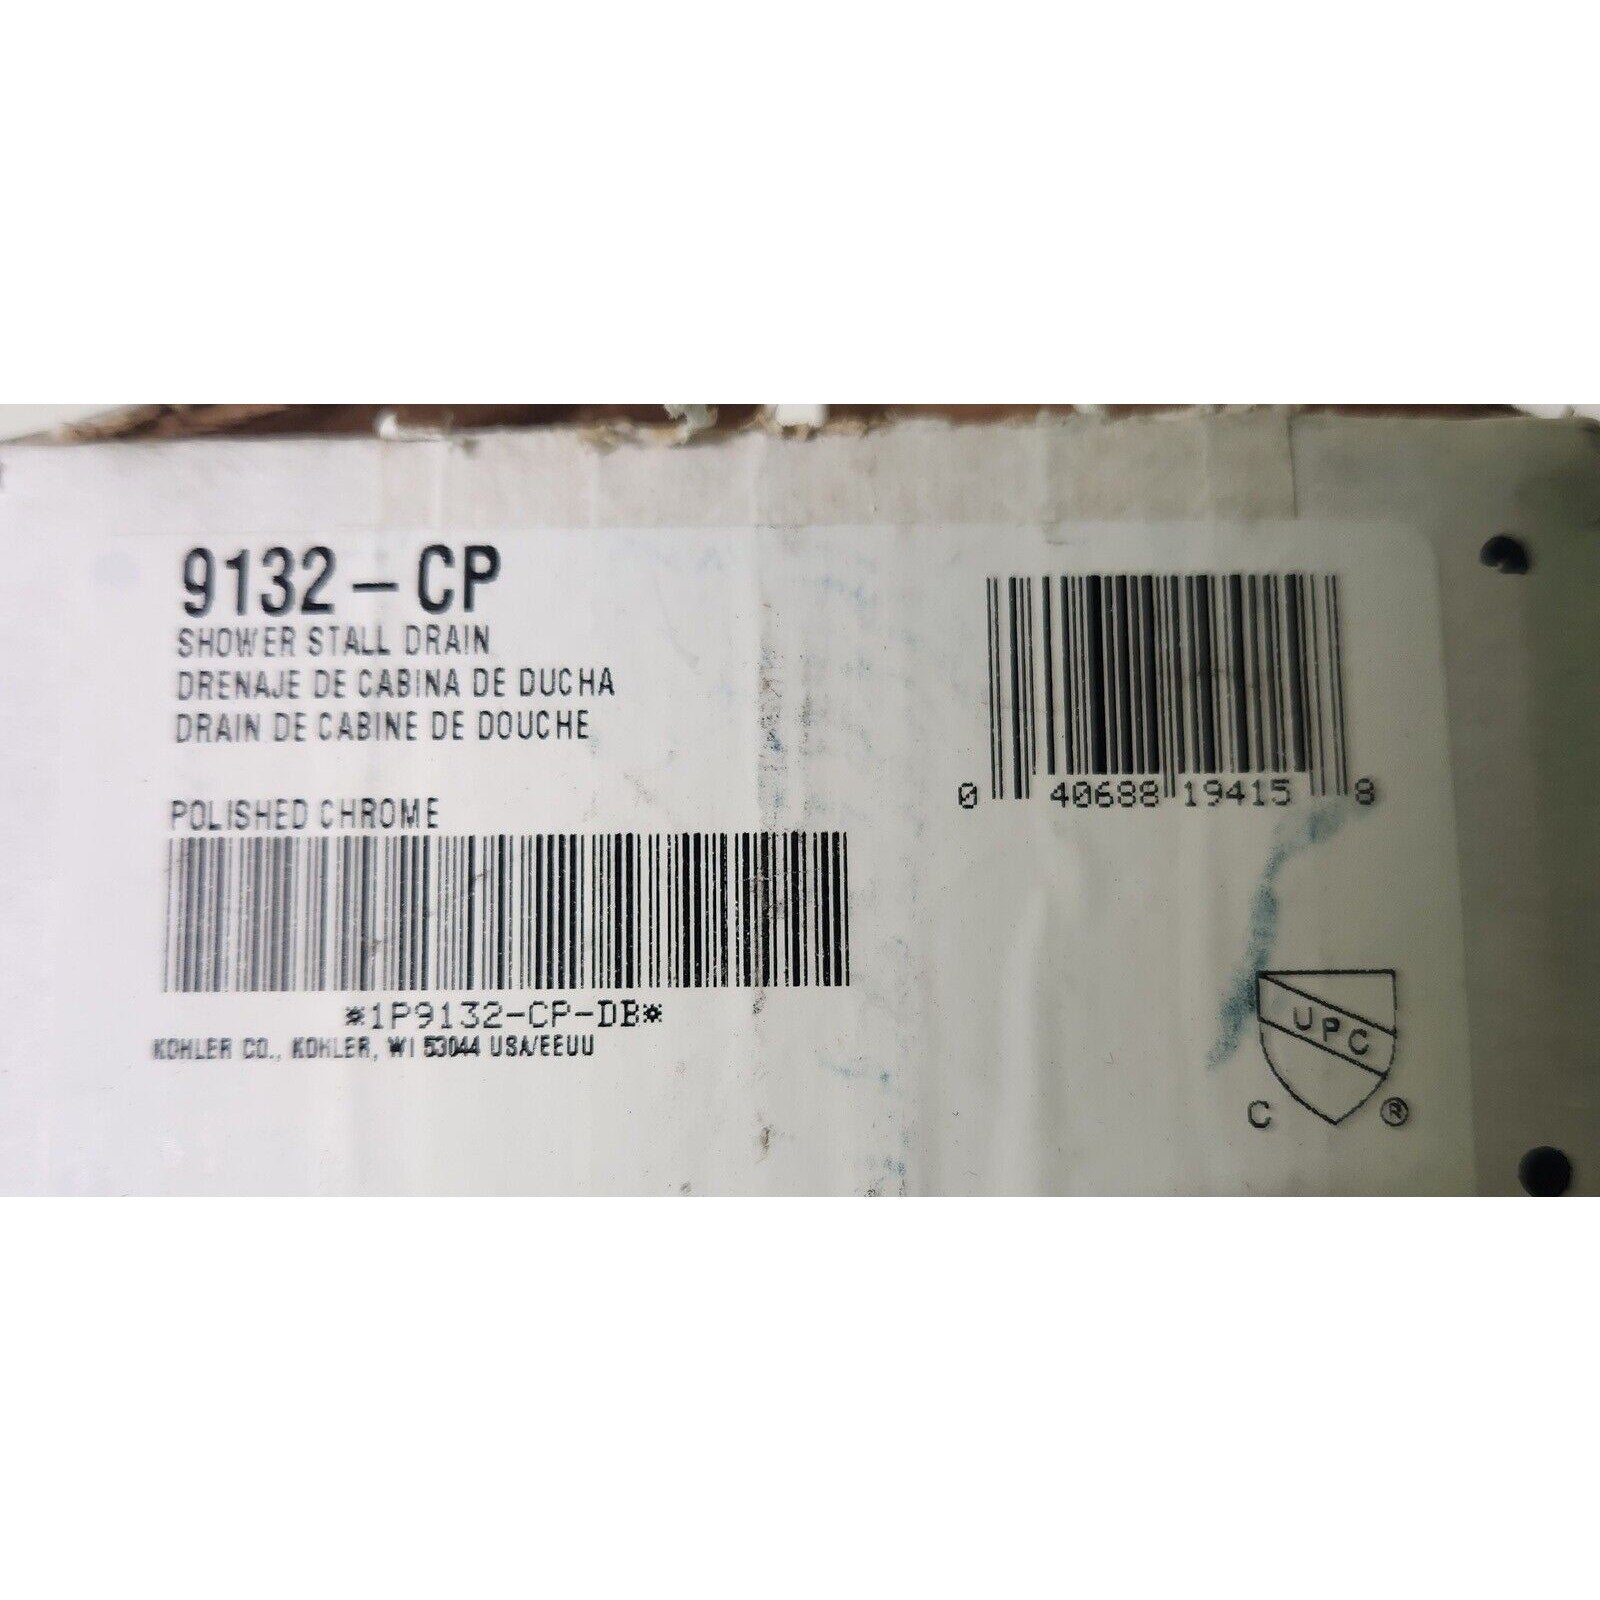 9132-CP
SHOWER STALL DRAIN
DRENAJE DE CABINA DE DUCHA
DRAIN DE CABINE DE DOUCHE
POLISHED CHROME
*1P9132-CP-DB*
KOHLER CO., KOHLER, WI 53044 USA/EEUU
0 40688 19415 8
UPC
C ®